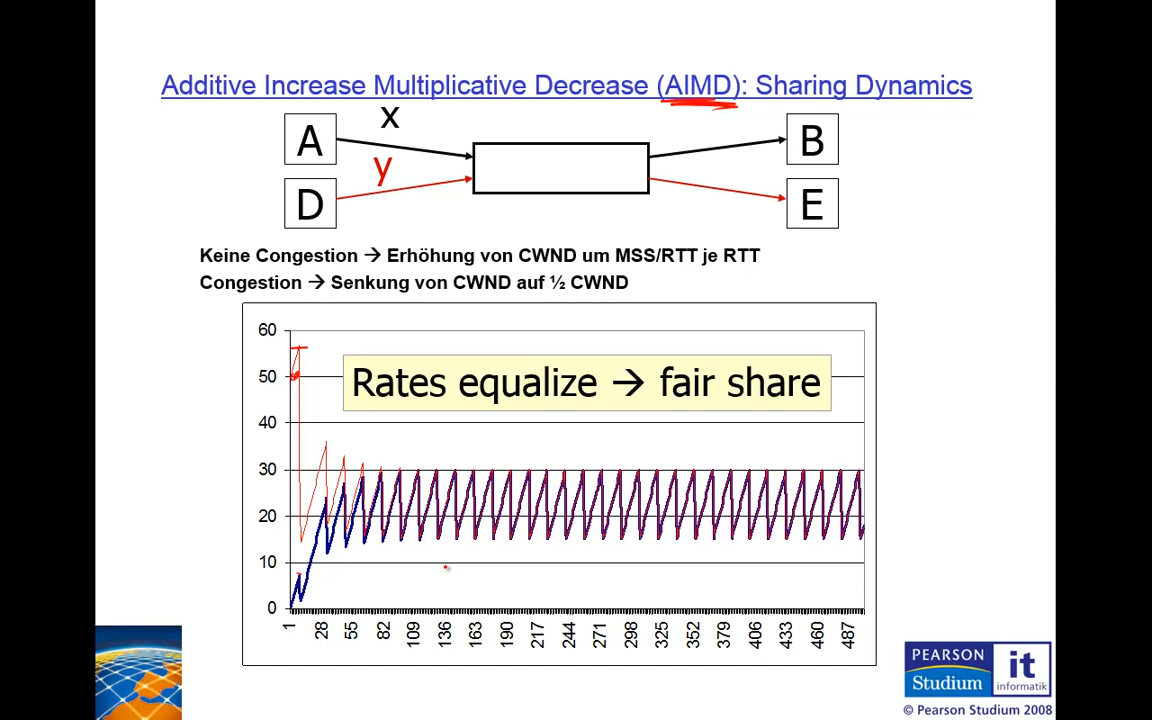 Additive Increase Multiplicative Decrease (AIMD): Sharing Dynamics
x
A
B
y
D
E
Keine Congestion → Erhöhung von CWND um MSS/RTT je RTT
Congestion → Senkung von CWND auf ½ CWND
60
50
40
30
20
10
0
Rates equalize → fair share
1 28 55 82 109 136 163 190 217 244 271 298 325 352 379 406 433 460 487
PEARSON
Studium
it
informatik
© Pearson Studium 2008